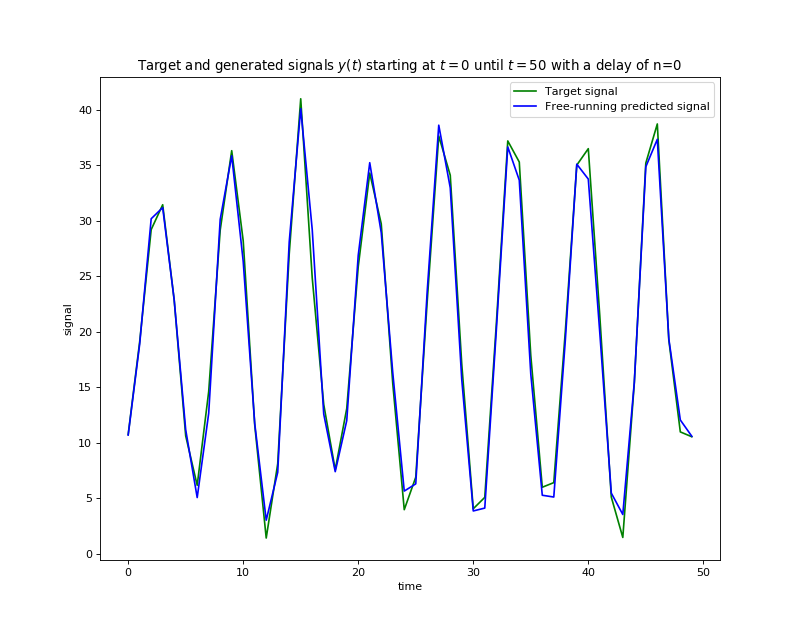 Target and generated signals y(t) starting at t = 0 until t = 50 with a delay of n=0
Target signal
Free-running predicted signal
signal
40
35
30
25
20
15
10
5
0
0 10 20 30 40 50
time